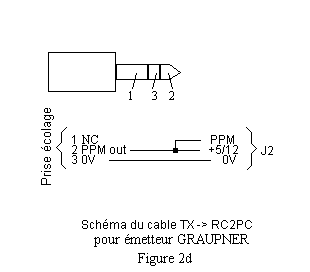 1 3 2
Prise écolage
1 NC
2 PPM out
3 0V
PPM
+5/12
0V
J2
Schéma du cable TX -> RC2PC
pour émetteur GRAUPNER
Figure 2d